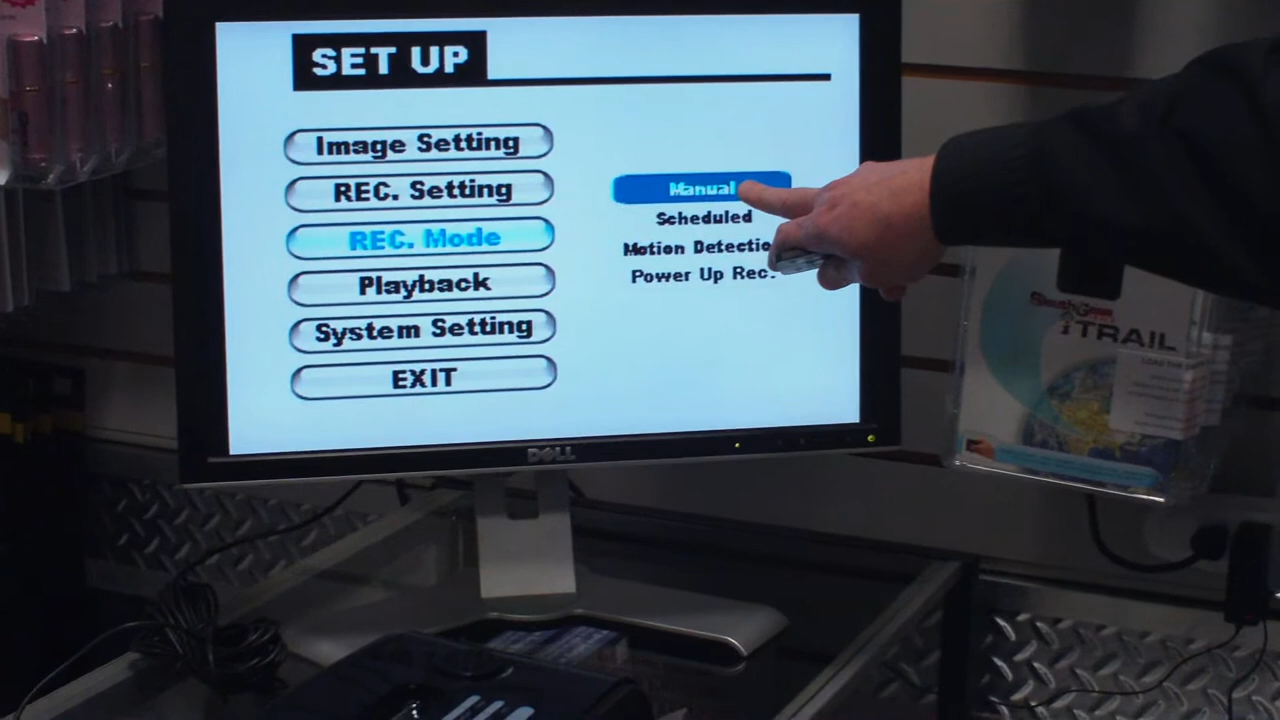 SET UP
Image Setting
REC. Setting
REC. Mode
Playback
System Setting
EXIT
Manual
Scheduled
Motion Detectio
Power Up Rec.
DELL
iTRAIL